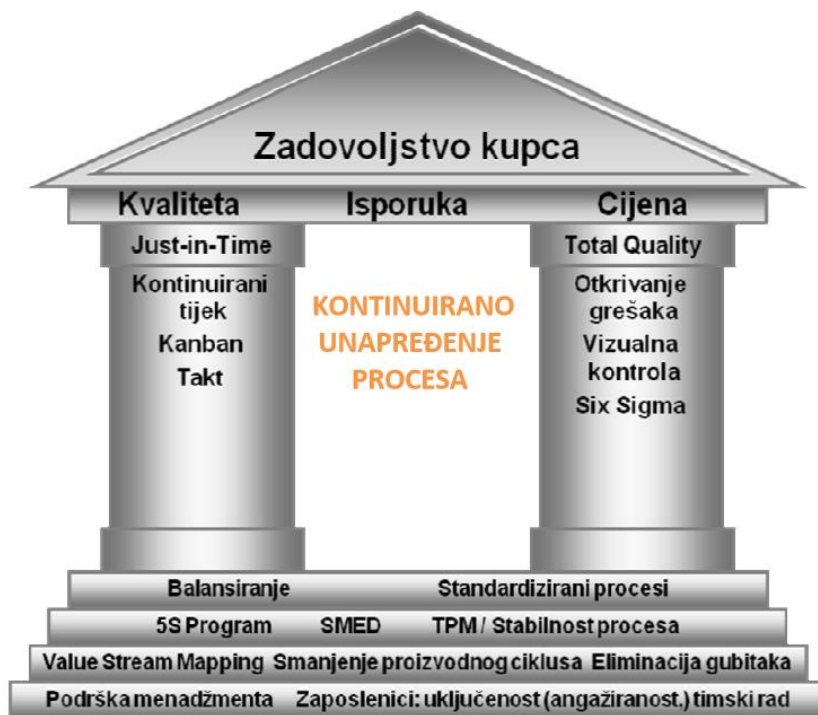 Zadovoljstvo kupca
Kvaliteta Isporuka Cijena
Just-in-Time
Kontinuirani
tijek
Kanban
Takt
KONTINUIRANO
UNAPREĐENJE
PROCESA
Total Quality
Otkrivanje
grešaka
Vizualna
kontrola
Six Sigma
Balansiranje Standardizirani procesi
5S Program SMED TPM / Stabilnost procesa
Value Stream Mapping Smanjenje proizvodnog ciklusa Eliminacija gubitaka
Podrška menadžmenta Zaposlenici: uključenost (angažiranost,) timski rad